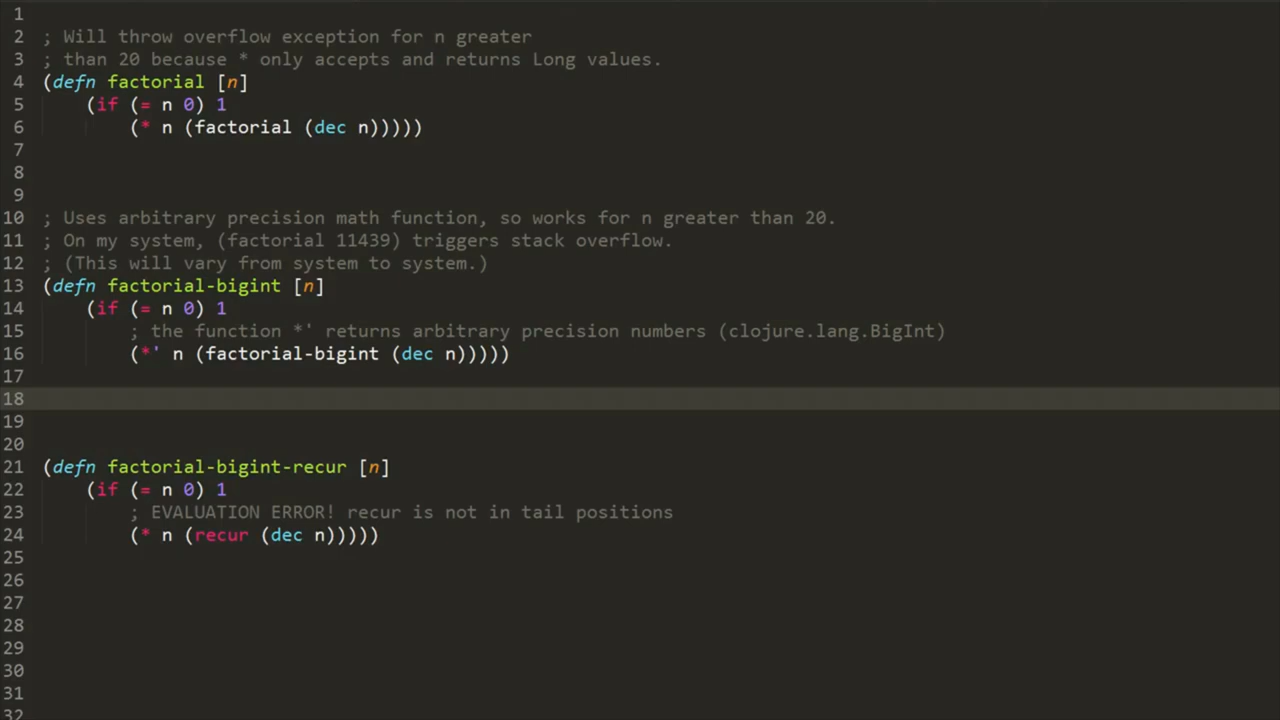 1
2 ; Will throw overflow exception for n greater
3 ; than 20 because * only accepts and returns Long values.
4 (defn factorial [n]
5     (if (= n 0) 1
6         (* n (factorial (dec n)))))
7
8
9
10 ; Uses arbitrary precision math function, so works for n greater than 20.
11 ; On my system, (factorial 11439) triggers stack overflow.
12 ; (This will vary from system to system.)
13 (defn factorial-bigint [n]
14     (if (= n 0) 1
15         ; the function *' returns arbitrary precision numbers (clojure.lang.BigInt)
16         (*' n (factorial-bigint (dec n)))))
17
18
19
20
21 (defn factorial-bigint-recur [n]
22     (if (= n 0) 1
23         ; EVALUATION ERROR! recur is not in tail positions
24         (* n (recur (dec n)))))
25
26
27
28
29
30
31
32